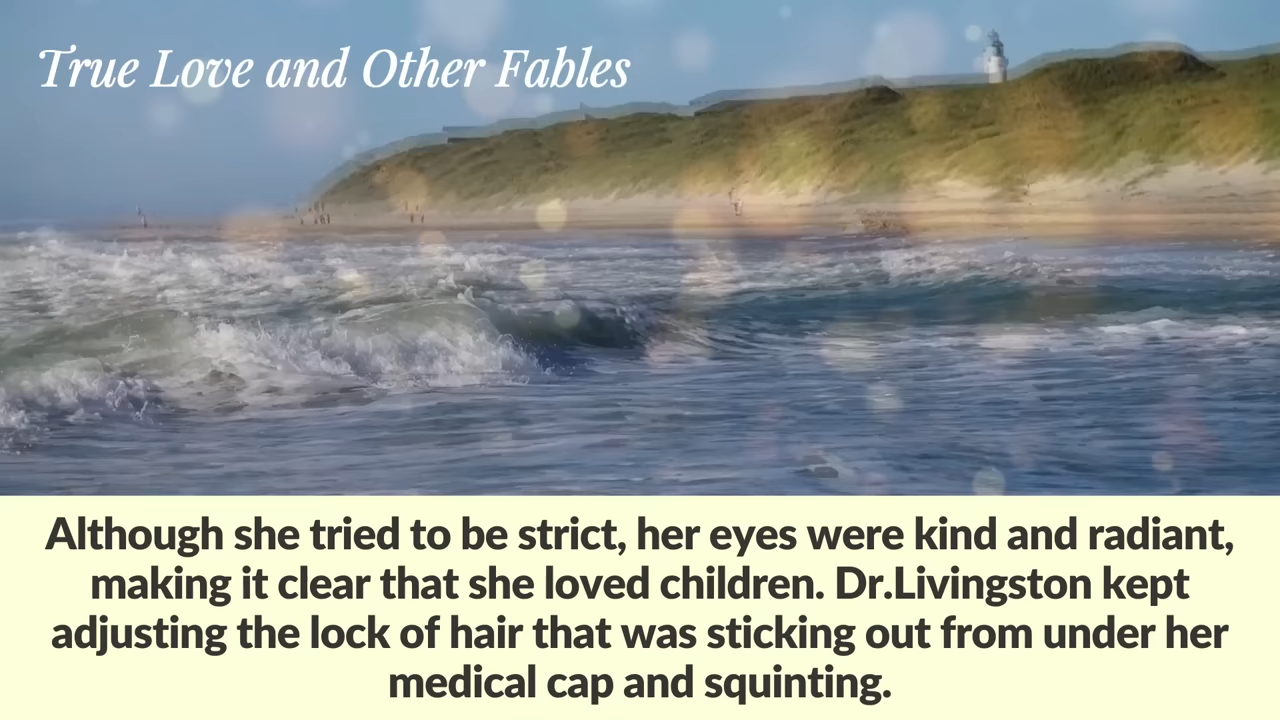 True Love and Other Fables
Although she tried to be strict, her eyes were kind and radiant,
making it clear that she loved children. Dr.Livingston kept
adjusting the lock of hair that was sticking out from under her
medical cap and squinting.